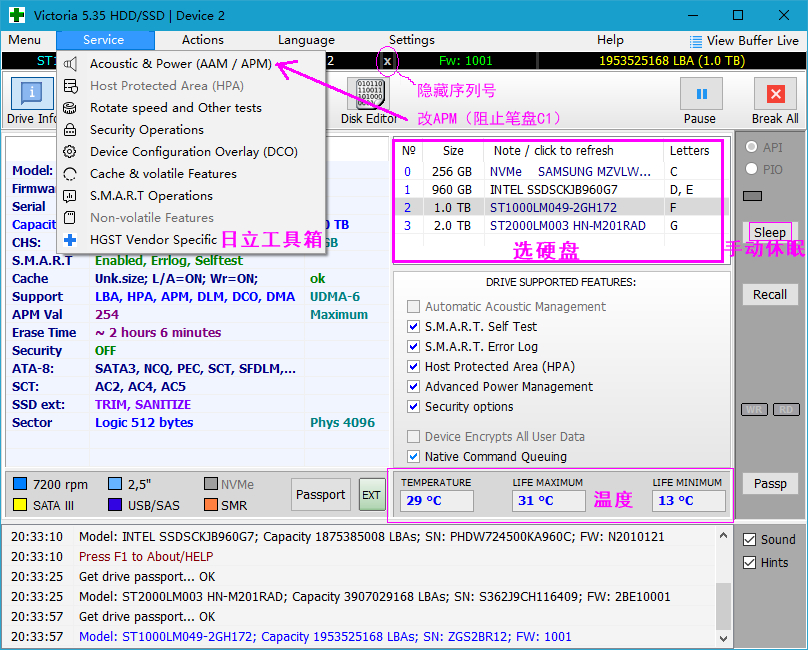 Victoria 5.35 HDD/SSD | Device 2
Menu Service Actions Language Settings Help View Buffer Live
ST1 2 x Fw: 1001 1953525168 LBA (1.0 TB)
隐藏序列号
改APM（阻止笔盘C1）
Drive Info Disk Editor Pause Break All
Acoustic & Power (AAM / APM)
Host Protected Area (HPA)
Rotate speed and Other tests
Security Operations
Device Configuration Overlay (DCO)
Cache & volatile Features
S.M.A.R.T Operations
Non-volatile Features
HGST Vendor Specific 日立工具箱
Model:
Firmwar
Serial
Capacit 0 TB
CHS: GB
S.M.A.R.T Enabled, Errlog, Selftest
Cache Unk.size; L/A=ON; Wr=ON; ok
Support LBA, HPA, APM, DLM, DCO, DMA UDMA-6
APM Val 254 Maximum
Erase Time ~ 2 hours 6 minutes
Security OFF
ATA-8: SATA3, NCQ, PEC, SCT, SFDLM,...
SCT: AC2, AC4, AC5
SSD ext: TRIM, SANITIZE
Sector Logic 512 bytes Phys 4096
7200 rpm 2,5" NVMe
SATA III USB/SAS SMR
Passport EXT
Nº Size Note / click to refresh Letters
0 256 GB NVMe SAMSUNG MZVLW... C
1 960 GB INTEL SSDSCKJB960G7 D, E
2 1.0 TB ST1000LM049-2GH172 F
3 2.0 TB ST2000LM003 HN-M201RAD G
选硬盘
DRIVE SUPPORTED FEATURES:
Automatic Acoustic Management
S.M.A.R.T. Self Test
S.M.A.R.T. Error Log
Host Protected Area (HPA)
Advanced Power Management
Security options
Device Encrypts All User Data
Native Command Queuing
TEMPERATURE LIFE MAXIMUM LIFE MINIMUM
29 °C 31 °C 温度 13 °C
API
PIO
Sleep
手动休眠
Recall
WR RD
Passp
Sound
Hints
20:33:10 Model: INTEL SSDSCKJB960G7; Capacity 1875385008 LBAs; SN: PHDW724500KA960C; FW: N2010121
20:33:10 Press F1 to About/HELP
20:33:25 Get drive passport... OK
20:33:25 Model: ST2000LM003 HN-M201RAD; Capacity 3907029168 LBAs; SN: S362J9CH116409; FW: 2BE10001
20:33:57 Get drive passport... OK
20:33:57 Model: ST1000LM049-2GH172; Capacity 1953525168 LBAs; SN: ZGS2BR12; FW: 1001